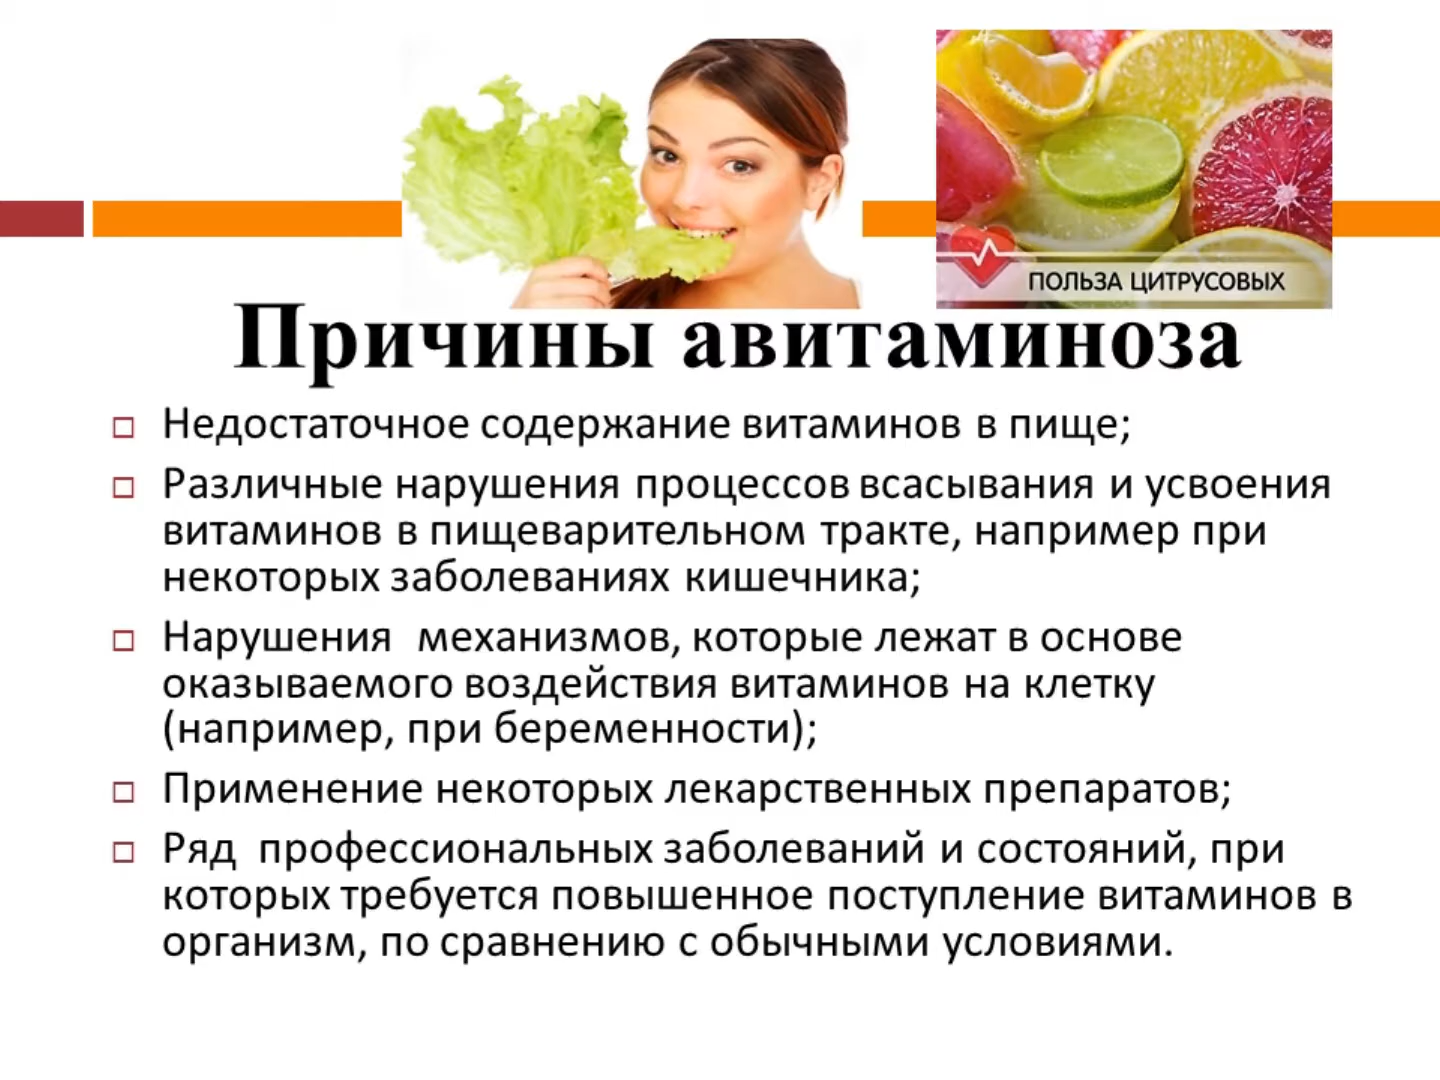 ПОЛЬЗА ЦИТРУСОВЫХ
Причины авитаминоза
Недостаточное содержание витаминов в пище;
Различные нарушения процессов всасывания и усвоения
витаминов в пищеварительном тракте, например при
некоторых заболеваниях кишечника;
Нарушения механизмов, которые лежат в основе
оказываемого воздействия витаминов на клетку
(например, при беременности);
Применение некоторых лекарственных препаратов;
Ряд профессиональных заболеваний и состояний, при
которых требуется повышенное поступление витаминов в
организм, по сравнению с обычными условиями.